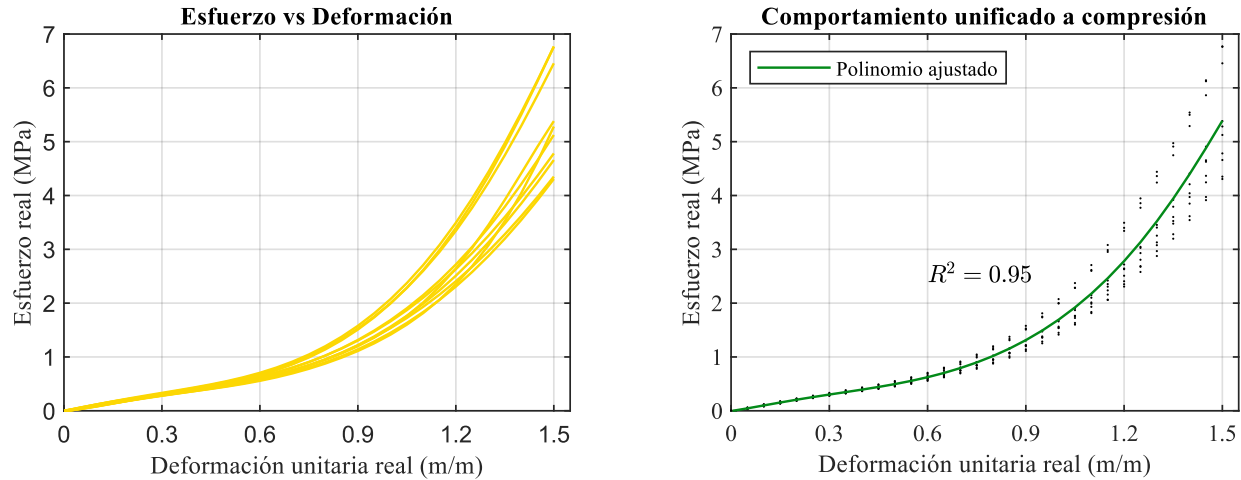 Esfuerzo vs Deformación
7
6
5
4
3
2
1
0
Esfuerzo real (MPa)
0 0.3 0.6 0.9 1.2 1.5
Deformación unitaria real (m/m)
Comportamiento unificado a compresión
Polinomio ajustado
R² = 0.95
7
6
5
4
3
2
1
0
Esfuerzo real (MPa)
0 0.3 0.6 0.9 1.2 1.5
Deformación unitaria real (m/m)